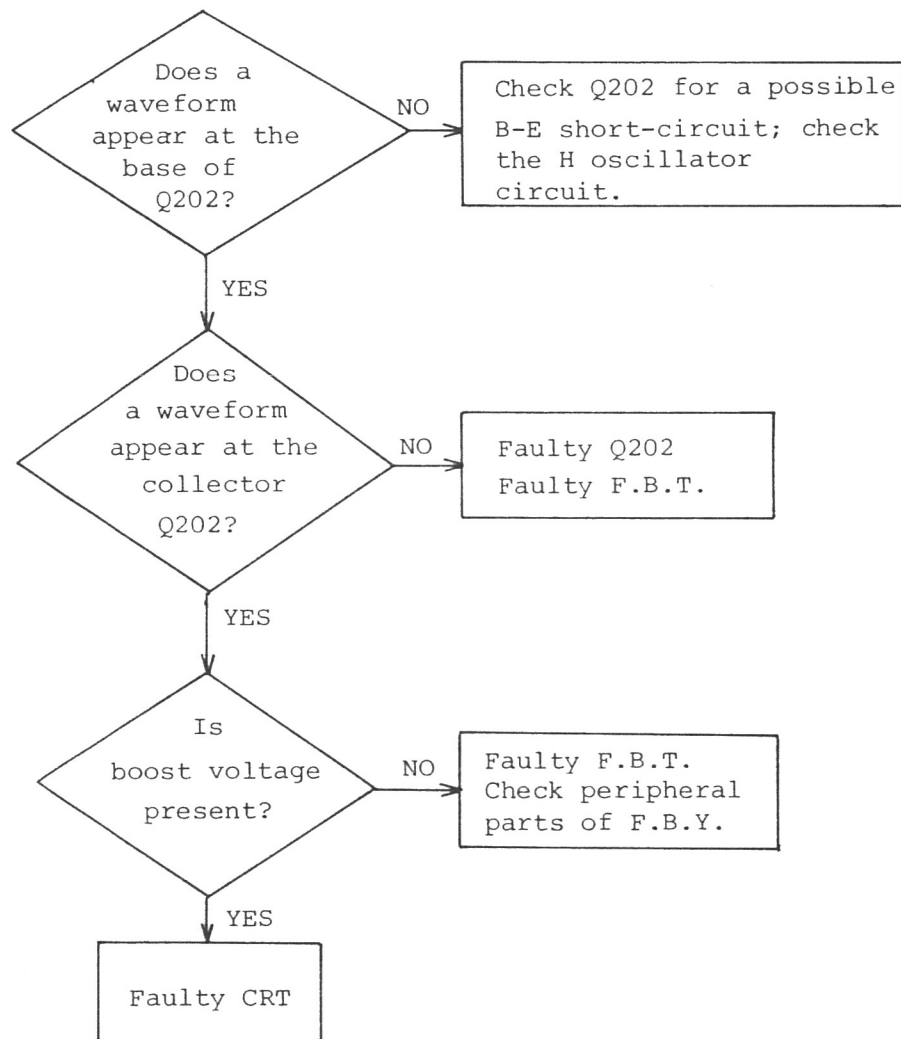 Does a
waveform
appear at the
base of
Q202?
NO
Check Q202 for a possible
B-E short-circuit; check
the H oscillator
circuit.
YES
Does
a waveform
appear at the
collector
Q202?
NO
Faulty Q202
Faulty F.B.T.
YES
Is
boost voltage
present?
NO
Faulty F.B.T.
Check peripheral
parts of F.B.Y.
YES
Faulty CRT